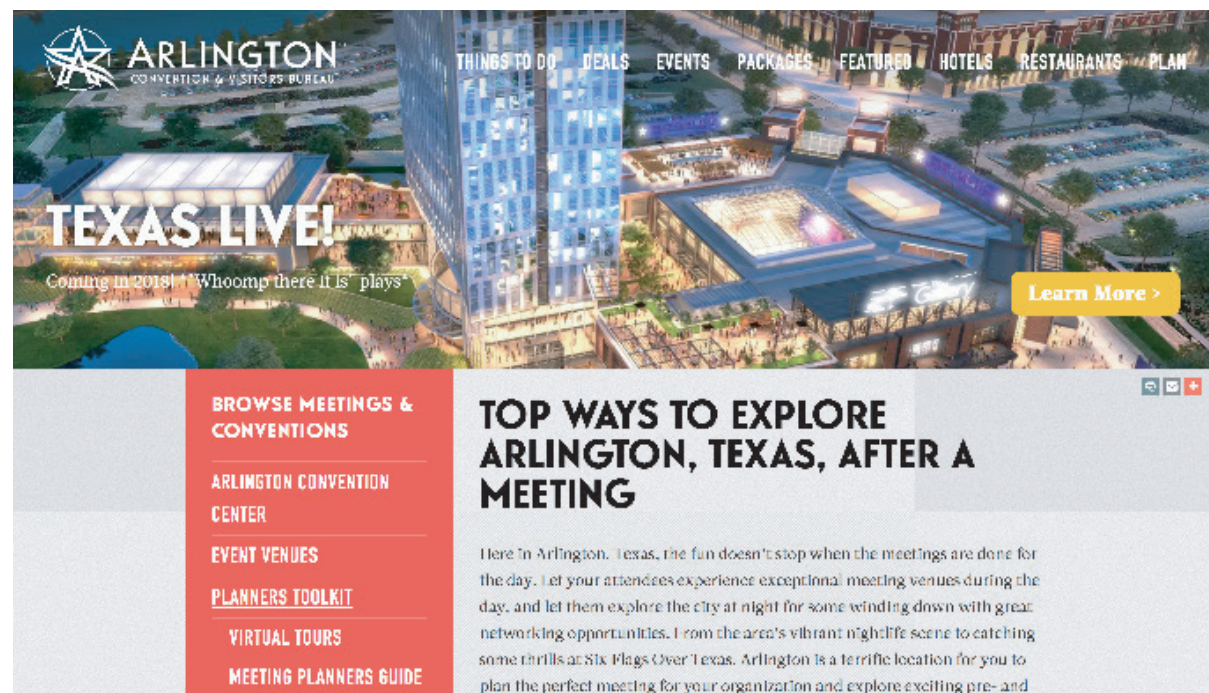 ARLINGTON
CONVENTION & VISITORS BUREAU
THINGS TO DO DEALS EVENTS PACKAGES FEATURED HOTELS RESTAURANTS PLAN
TEXAS LIVE!
Coming in 2018! **Whoomp there it is* plays*
Learn More >
BROWSE MEETINGS &
CONVENTIONS
ARLINGTON CONVENTION
CENTER
EVENT VENUES
PLANNERS TOOLKIT
VIRTUAL TOURS
MEETING PLANNERS GUIDE
TOP WAYS TO EXPLORE
ARLINGTON, TEXAS, AFTER A
MEETING
Here in Arlington, Texas, the fun doesn't stop when the meetings are done for
the day. Let your attendees experience exceptional meeting venues during the
day, and let them explore the city at night for some winding down with great
networking opportunities. From the area's vibrant nightlife scene to catching
some thrills at Six Flags Over Texas, Arlington is a terrific location for you to
plan the perfect meeting for your organization and explore exciting pre- and